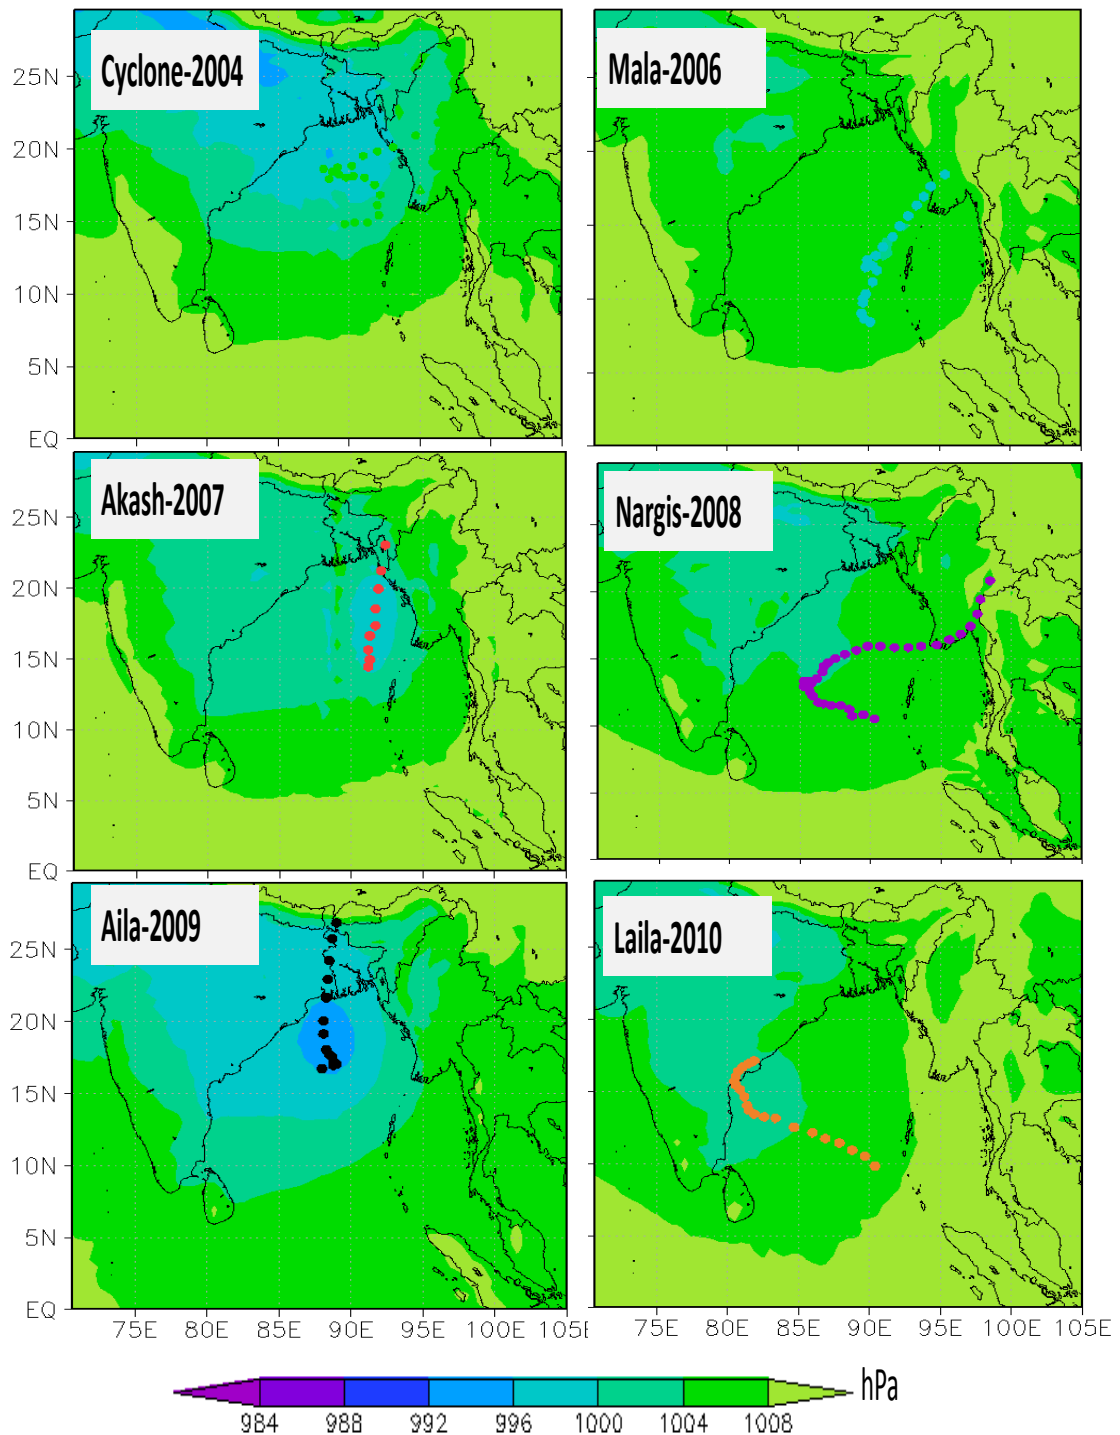 Cyclone-2004
Mala-2006
25N
20N
15N
10N
5N
EQ
Akash-2007
Nargis-2008
25N
20N
15N
10N
5N
EQ
Aila-2009
Laila-2010
25N
20N
15N
10N
5N
EQ
75E 80E 85E 90E 95E 100E 105E
75E 80E 85E 90E 95E 100E 105E
hPa
984 988 992 996 1000 1004 1008